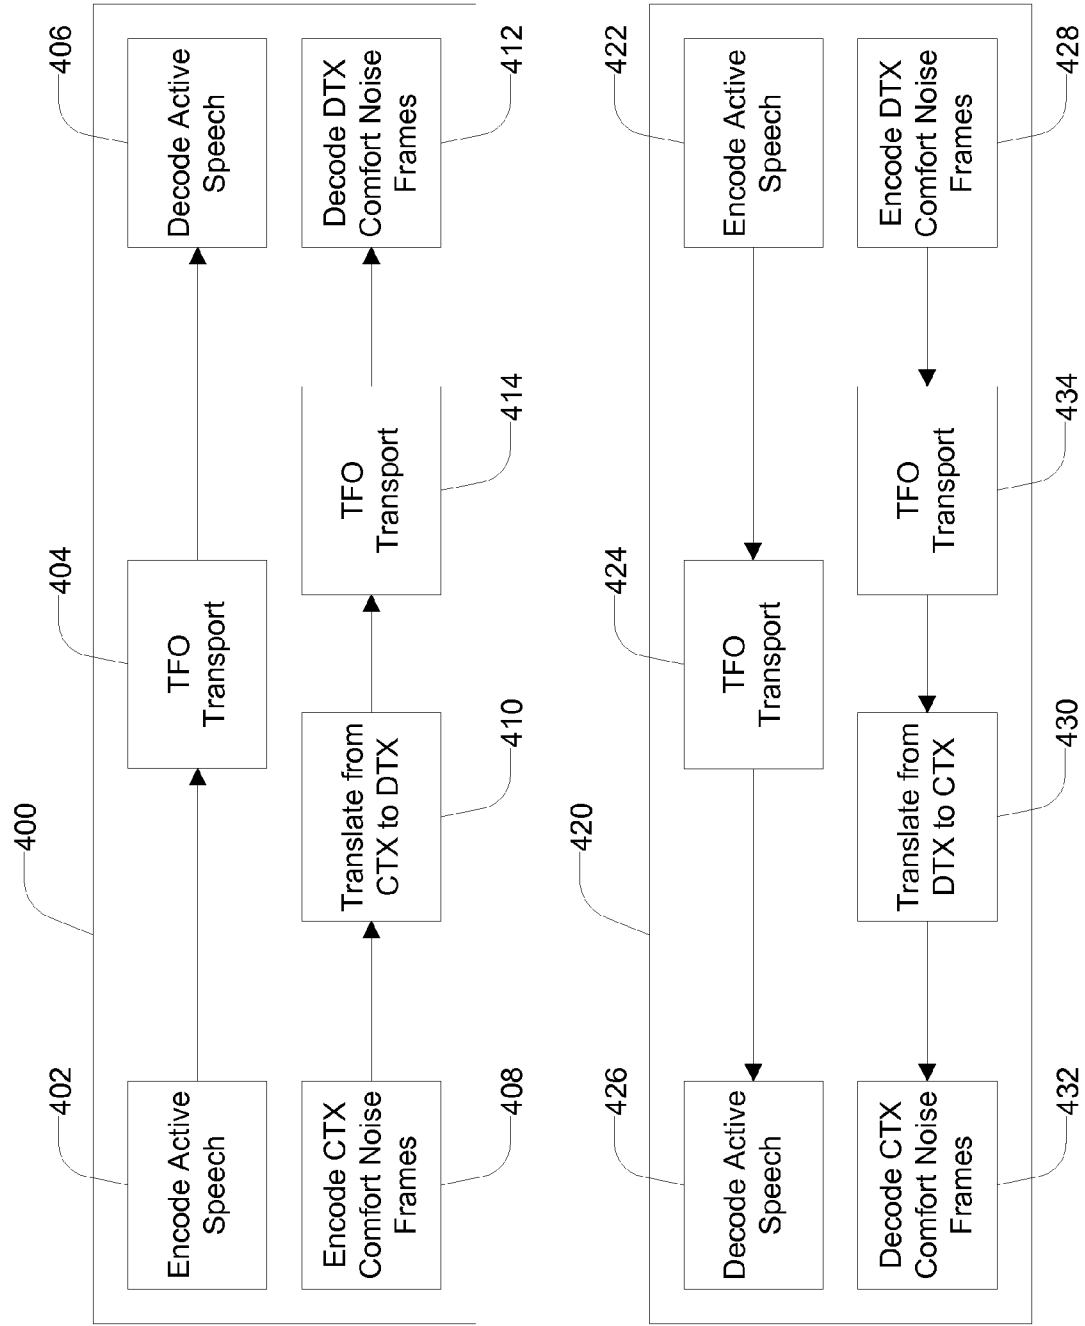 400
402
404
406
Encode Active
Speech
TFO
Transport
Decode Active
Speech
Encode CTX
Comfort Noise
Frames
Translate from
CTX to DTX
TFO
Transport
Decode DTX
Comfort Noise
Frames
408
410
414
412
420
426
424
422
Decode Active
Speech
TFO
Transport
Encode Active
Speech
Decode CTX
Comfort Noise
Frames
Translate from
DTX to CTX
TFO
Transport
Encode DTX
Comfort Noise
Frames
432
430
434
428